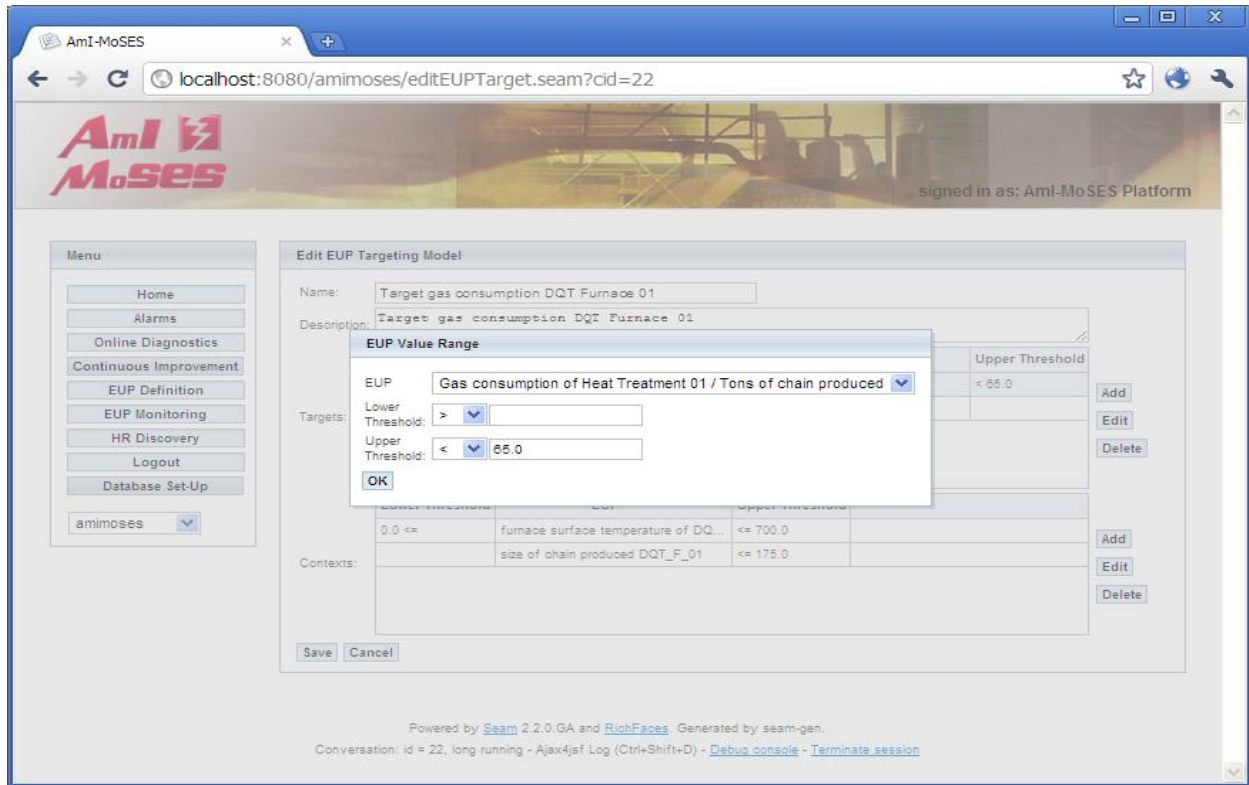 AmI-MoSES
localhost:8080/amimoses/editEUPTarget.seam?cid=22
AmI
MoSES
signed in as: AmI-MoSES Platform
Menu
Home
Alarms
Online Diagnostics
Continuous Improvement
EUP Definition
EUP Monitoring
HR Discovery
Logout
Database Set-Up
amimoses
Edit EUP Targeting Model
Name: Target gas consumption DQT Furnace 01
Description: Target gas consumption DQT Furnace 01
Targets:
Upper Threshold
< 65.0
Add
Edit
Delete
EUP Value Range
EUP Gas consumption of Heat Treatment 01 / Tons of chain produced
Lower Threshold: >
Upper Threshold: < 65.0
OK
Lower Threshold EUP Upper Threshold
0.0 <= furnace surface temperature of DQ... <= 700.0
size of chain produced DQT_F_01 <= 175.0
Contexts:
Add
Edit
Delete
Save Cancel
Powered by Seam 2.2.0.GA and RichFaces. Generated by seam-gen.
Conversation: id = 22, long running - Ajax4jsf Log (Ctrl+Shift+D) - Debug console - Terminate session